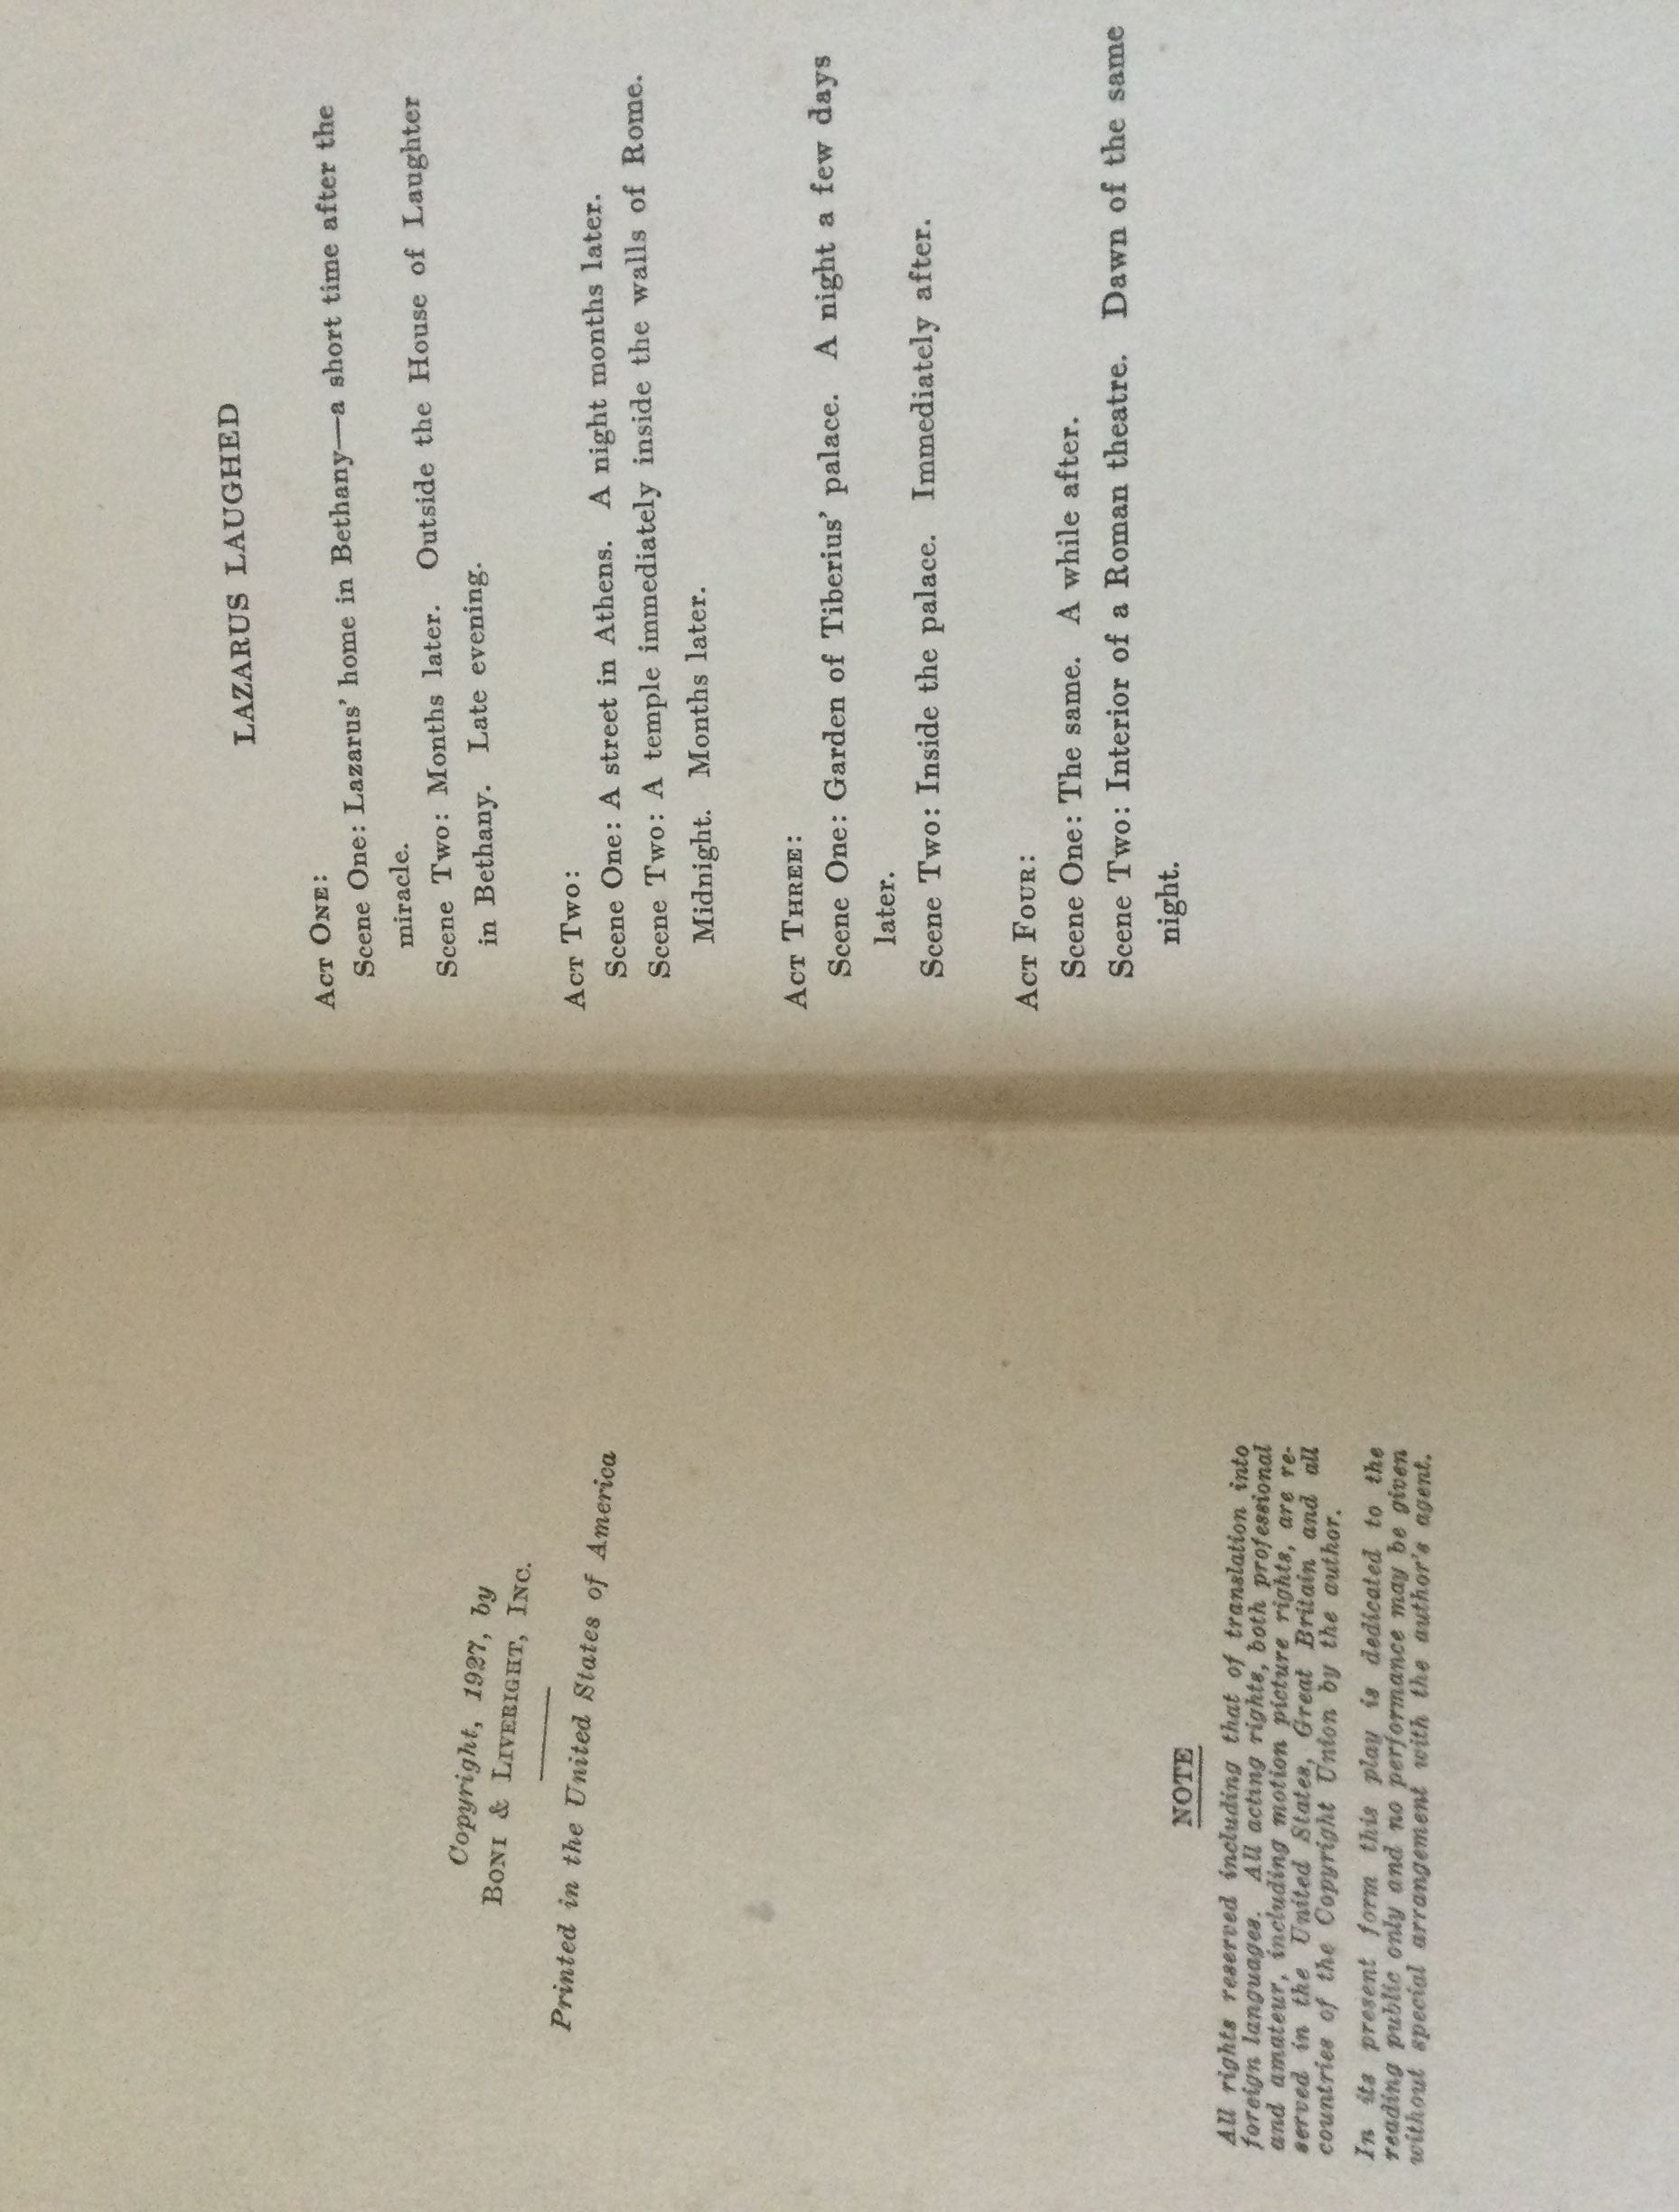 Copyright, 1927, by
BONI & LIVERIGHT, INC.
Printed in the United States of America
NOTE
All rights reserved including that of translation into
foreign languages. All acting rights, both professional
and amateur, including motion picture rights, are re-
served in the United States, Great Britain and all
countries of the Copyright Union by the author.
In its present form this play is dedicated to the
reading public only and no performance may be given
without special arrangement with the author's agent.
LAZARUS LAUGHED
ACT ONE:
Scene One: Lazarus' home in Bethany—a short time after the
miracle.
Scene Two: Months later. Outside the House of Laughter
in Bethany. Late evening.
ACT TWO:
Scene One: A street in Athens. A night months later.
Scene Two: A temple immediately inside the walls of Rome.
Midnight. Months later.
ACT THREE:
Scene One: Garden of Tiberius' palace. A night a few days
later.
Scene Two: Inside the palace. Immediately after.
ACT FOUR:
Scene One: The same. A while after.
Scene Two: Interior of a Roman theatre. Dawn of the same
night.